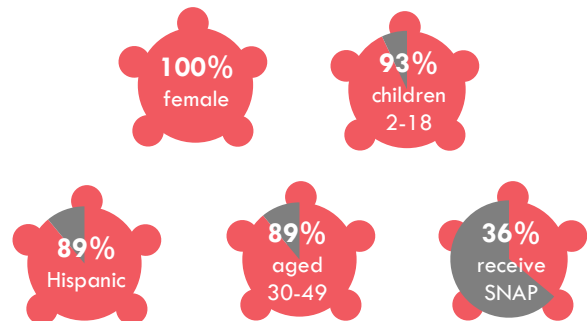 100%
female
93%
children
2-18
89%
Hispanic
89%
aged
30-49
36%
receive
SNAP